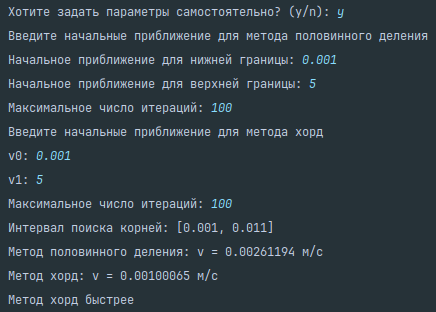 Хотите задать параметры самостоятельно? (y/n): y
Введите начальные приближение для метода половинного деления
Начальное приближение для нижней границы: 0.001
Начальное приближение для верхней границы: 5
Максимальное число итераций: 100
Введите начальные приближение для метода хорд
v0: 0.001
v1: 5
Максимальное число итераций: 100
Интервал поиска корней: [0.001, 0.011]
Метод половинного деления: v = 0.00261194 м/с
Метод хорд: v = 0.00100065 м/с
Метод хорд быстрее